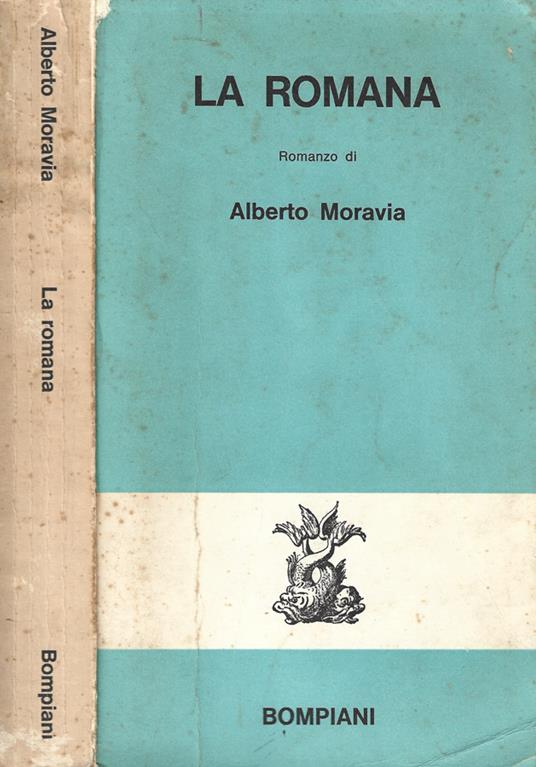 Alberto Moravia
La romana
Bompiani
LA ROMANA
Romanzo di
Alberto Moravia
BOMPIANI